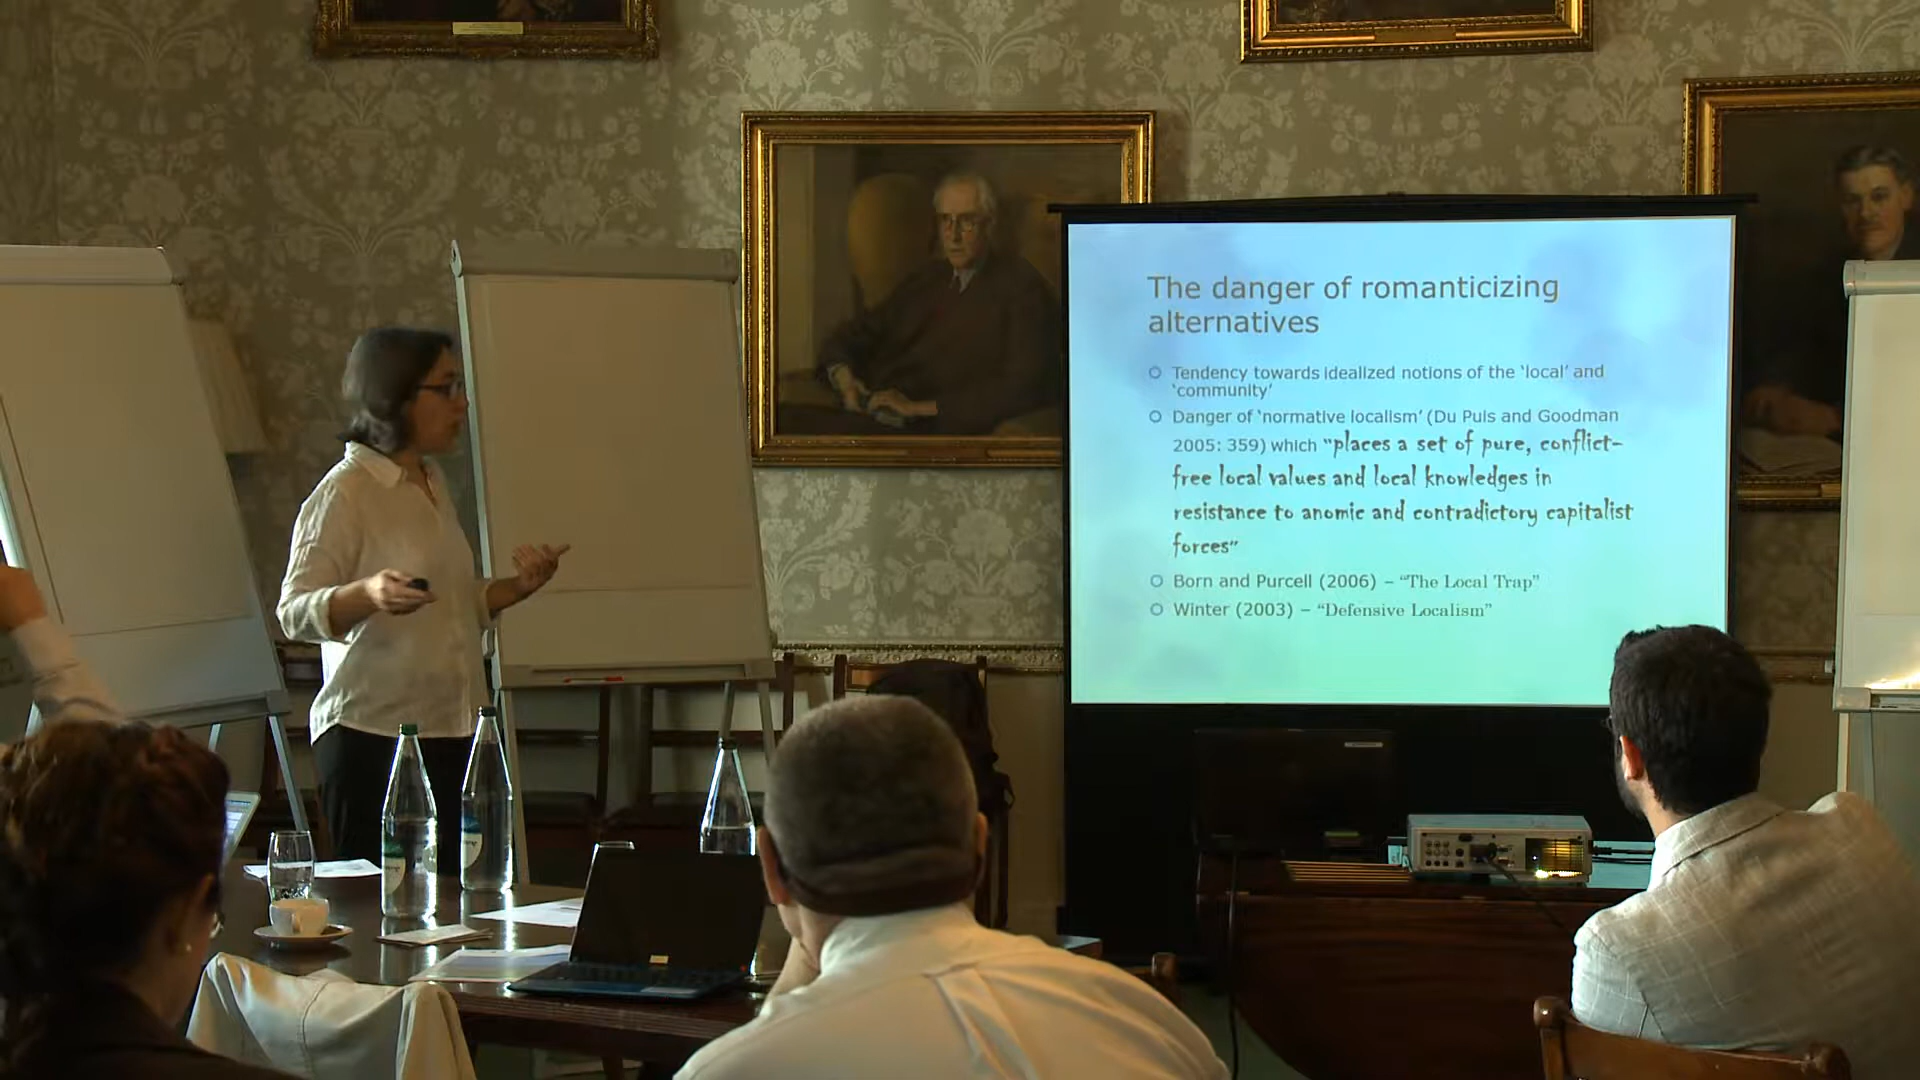 The danger of romanticizing
alternatives
Tendency towards idealized notions of the ‘local’ and
‘community’
Danger of ‘normative localism’ (Du Puis and Goodman
2005: 359) which “places a set of pure, conflict-
free local values and local knowledges in
resistance to anomic and contradictory capitalist
forces”
Born and Purcell (2006) – “The Local Trap”
Winter (2003) – “Defensive Localism”